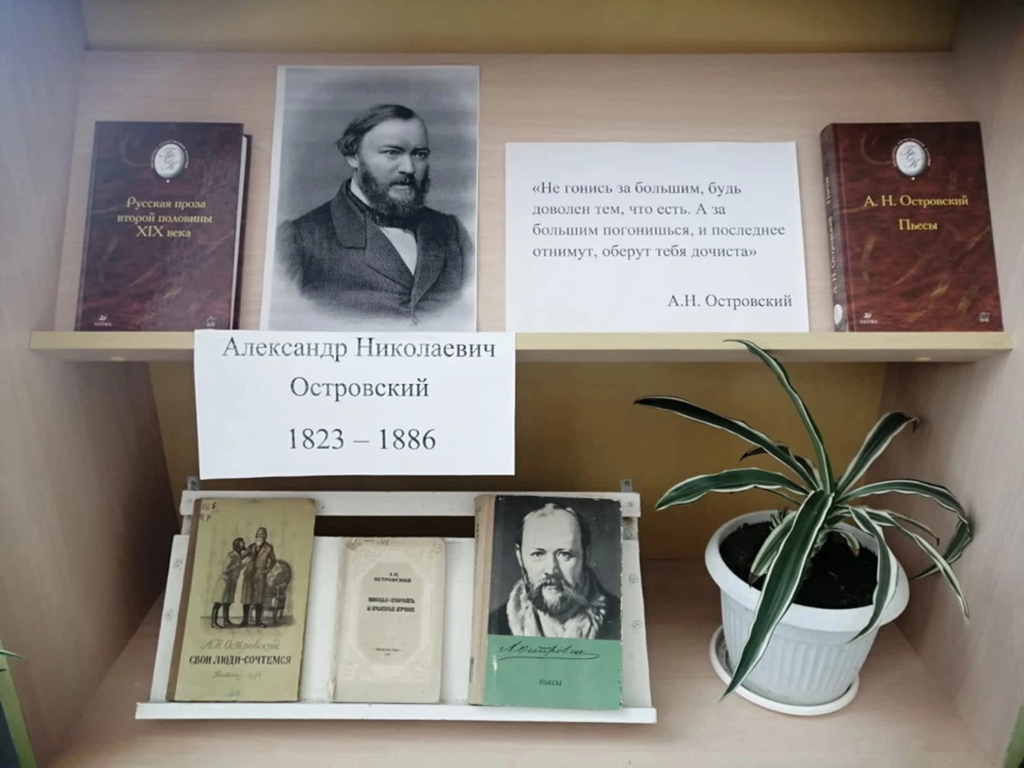 Русская проза
второй половины
XIX века
«Не гонись за большим, будь
доволен тем, что есть. А за
большим погонишься, и последнее
отнимут, оберут тебя дочиста»
А.Н. Островский
А. Н. Островский
Пьесы
Александр Николаевич
Островский
1823 – 1886
А.Н. Островский
СВОИ ЛЮДИ-СОЧТЕМСЯ
А.Н.
ОСТРОВСКИЙ
А.Островский
ПЬЕСЫ